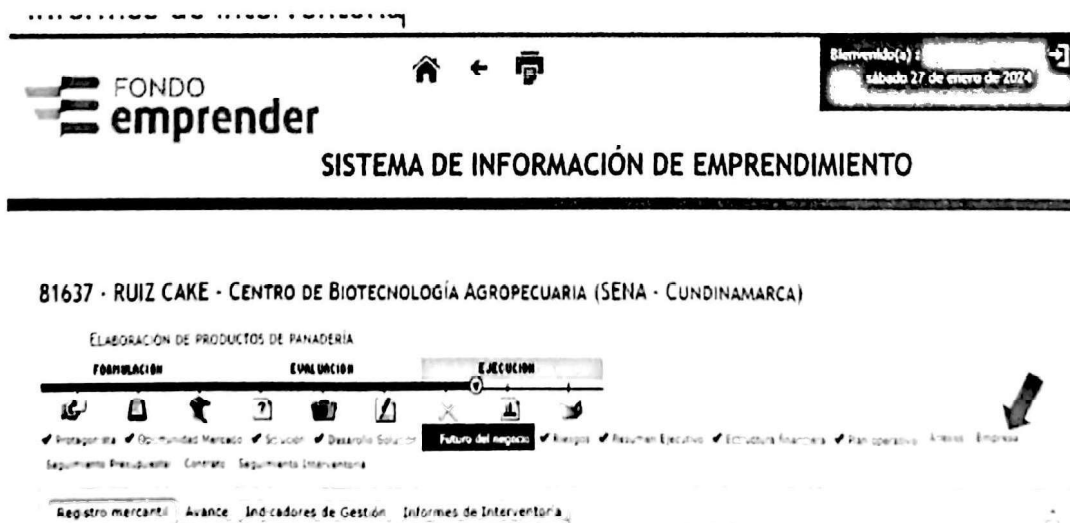 Informes de Interventoría
Bienvenido(a) :
sábado 27 de enero de 2024
FONDO
emprender
SISTEMA DE INFORMACIÓN DE EMPRENDIMIENTO
81637 - RUIZ CAKE - CENTRO DE BIOTECNOLOGÍA AGROPECUARIA (SENA - CUNDINAMARCA)
ELABORACIÓN DE PRODUCTOS DE PANADERÍA
FORMULACIÓN EVALUACIÓN EJECUCIÓN
Protagonista Oportunidad Mercado Solución Desarrollo Solución Futuro del negocio Riesgos Resumen Ejecutivo Estructura financiera Plan operativo Anexos Empresa
Seguimiento Presupuestal Contrato Seguimiento Interventoria
Registro mercantil Avance Indicadores de Gestión Informes de Interventoría